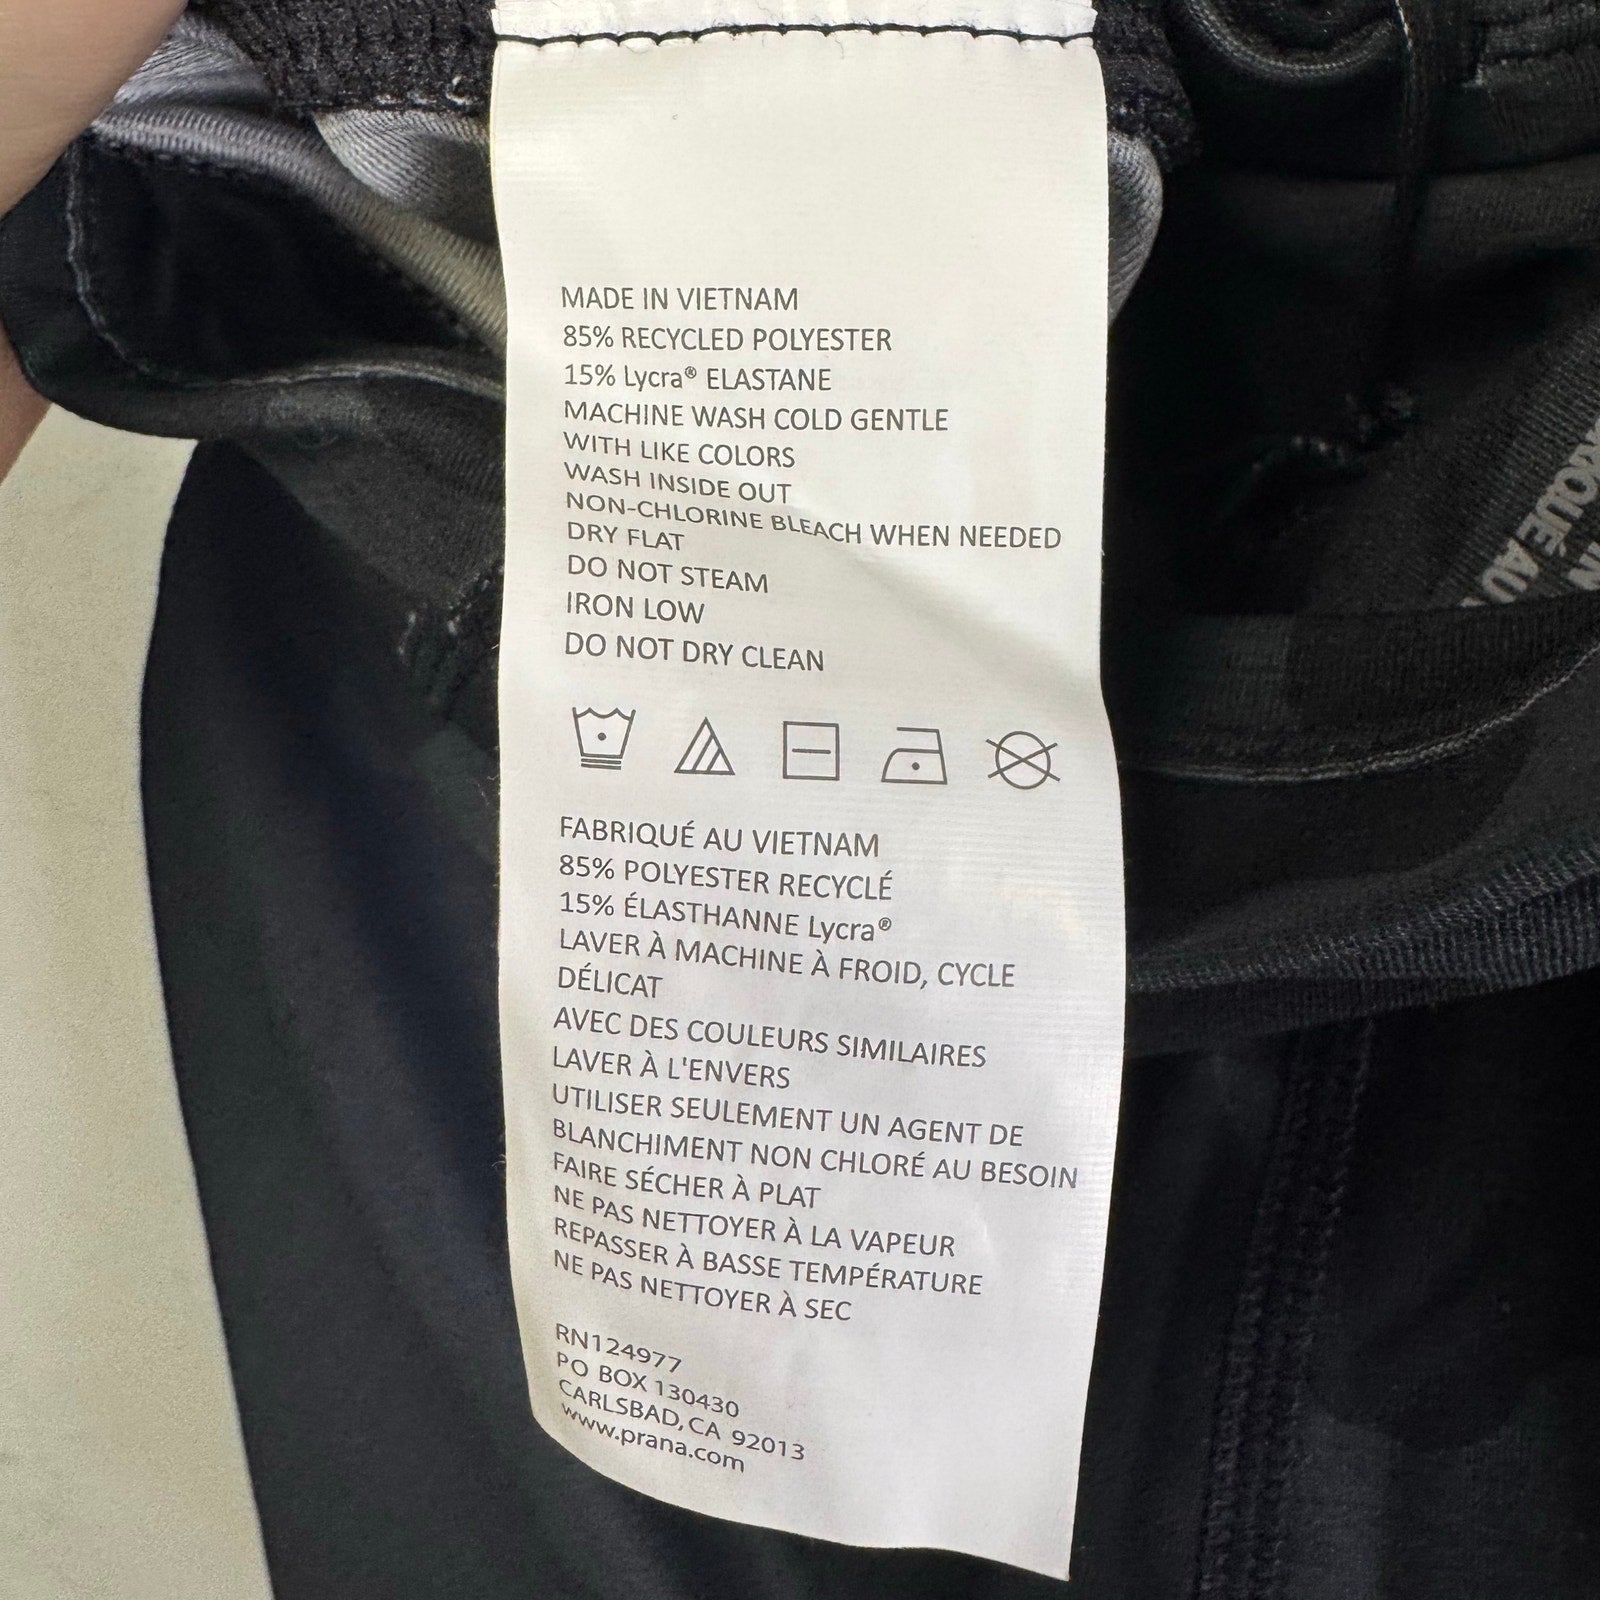 MADE IN VIETNAM
85% RECYCLED POLYESTER
15% Lycra® ELASTANE
MACHINE WASH COLD GENTLE
WITH LIKE COLORS
WASH INSIDE OUT
NON-CHLORINE BLEACH WHEN NEEDED
DRY FLAT
DO NOT STEAM
IRON LOW
DO NOT DRY CLEAN
FABRIQUÉ AU VIETNAM
85% POLYESTER RECYCLÉ
15% ÉLASTHANNE Lycra®
LAVER À MACHINE À FROID, CYCLE
DÉLICAT
AVEC DES COULEURS SIMILAIRES
LAVER À L'ENVERS
UTILISER SEULEMENT UN AGENT DE
BLANCHIMENT NON CHLORÉ AU BESOIN
FAIRE SÉCHER À PLAT
NE PAS NETTOYER À LA VAPEUR
REPASSER À BASSE TEMPÉRATURE
NE PAS NETTOYER À SEC
RN124977
PO BOX 130430
CARLSBAD, CA 92013
www.prana.com